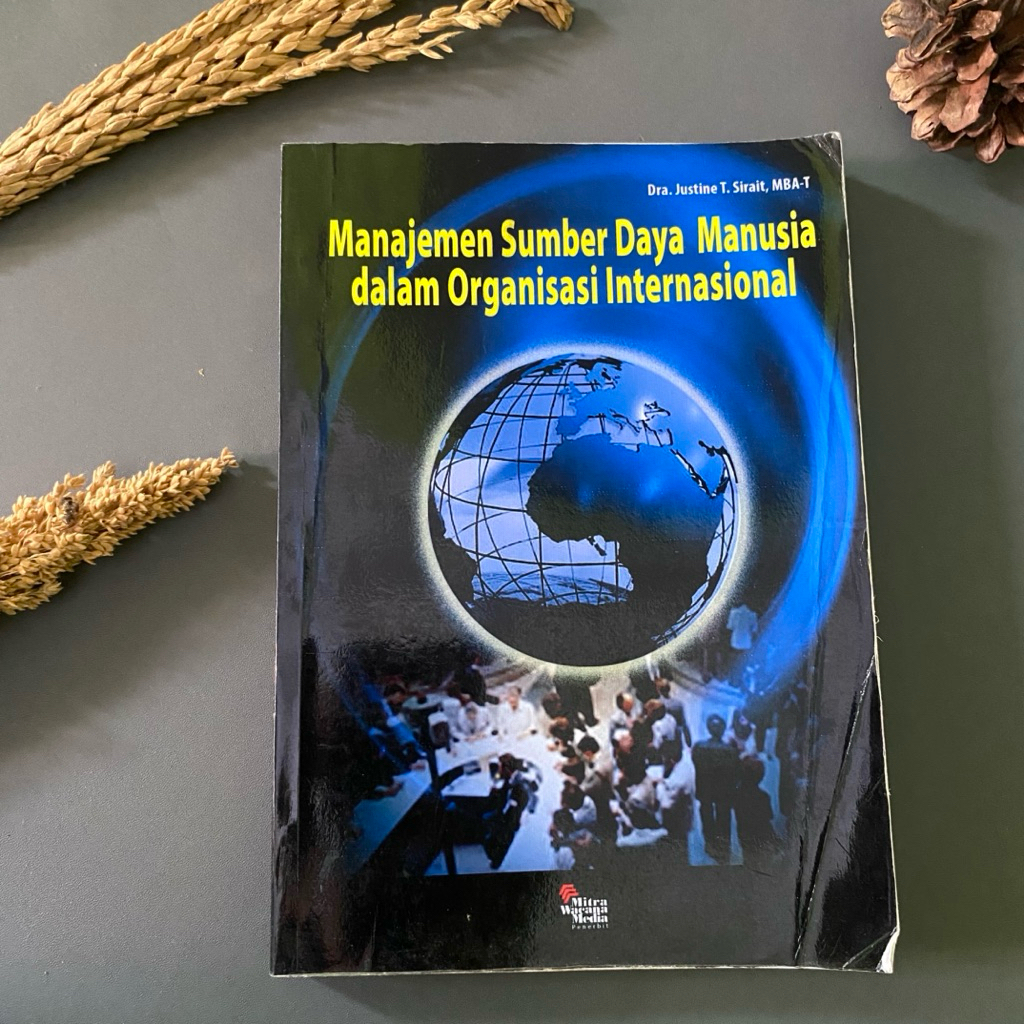 Dra. Justine T. Sirait, MBA-T
Manajemen Sumber Daya Manusia
dalam Organisasi Internasional
Mitra
Wacana
Media
Penerbit